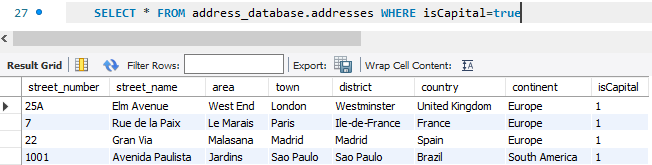 27 SELECT * FROM address_database.addresses WHERE isCapital=true
Result Grid Filter Rows: Export: Wrap Cell Content:
street_number street_name area town district country continent isCapital
25A Elm Avenue West End London Westminster United Kingdom Europe 1
7 Rue de la Paix Le Marais Paris Ile-de-France France Europe 1
22 Gran Via Malasana Madrid Madrid Spain Europe 1
1001 Avenida Paulista Jardins Sao Paulo Sao Paulo Brazil South America 1